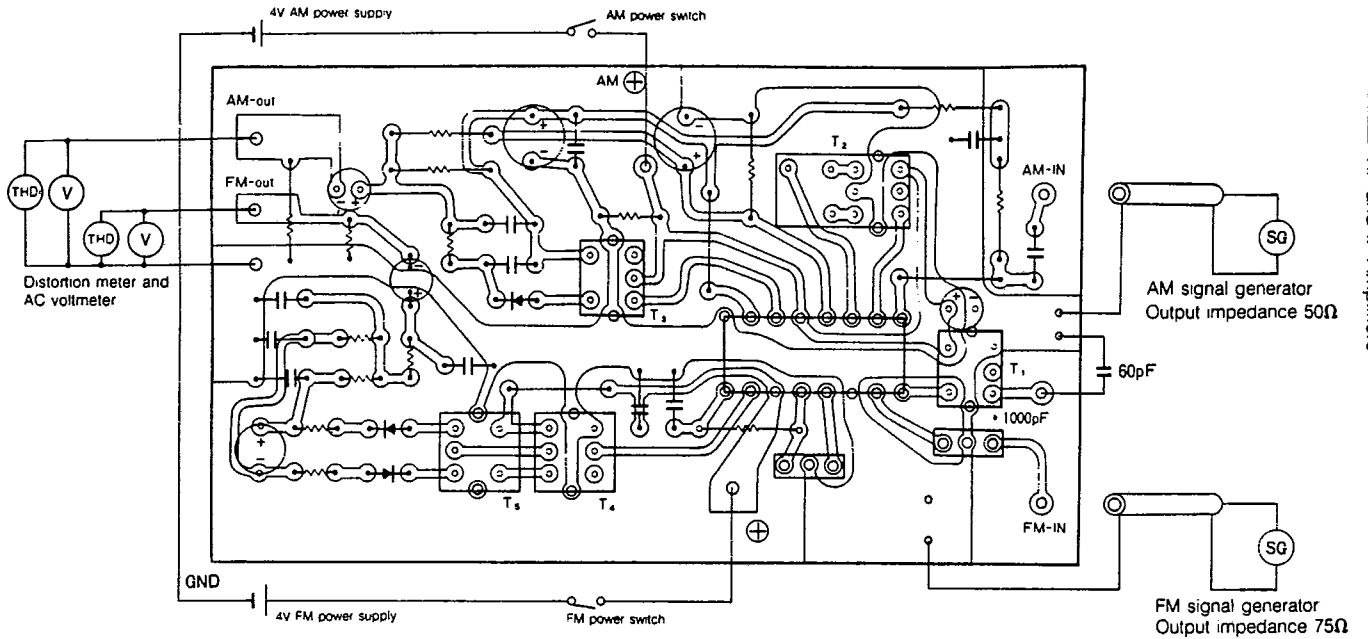 4V AM power supply
AM power switch
AM ⊕
AM-out
FM-out
THD
V
THD
V
Distortion meter and
AC voltmeter
+
-
-
+
- +
+
+ -
T₂
AM-IN
SG
AM signal generator
Output impedance 50Ω
T₃
T₁
60pF
1000pF
+
-
T₅
T₄
⊕
FM-IN
SG
GND
4V FM power supply
FM power switch
FM signal generator
Output impedance 75Ω